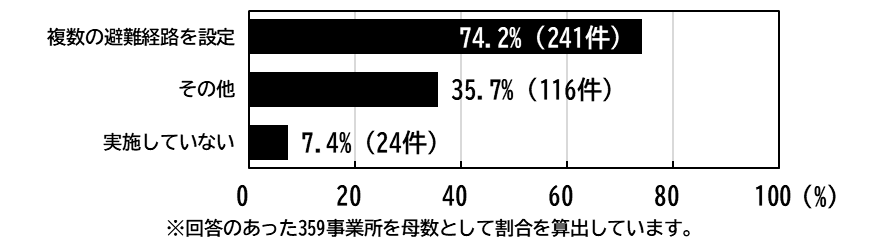 複数の避難経路を設定 74.2%（241件）
その他 35.7%（116件）
実施していない 7.4%（24件）
0 20 40 60 80 100（%）
※回答のあった359事業所を母数として割合を算出しています。